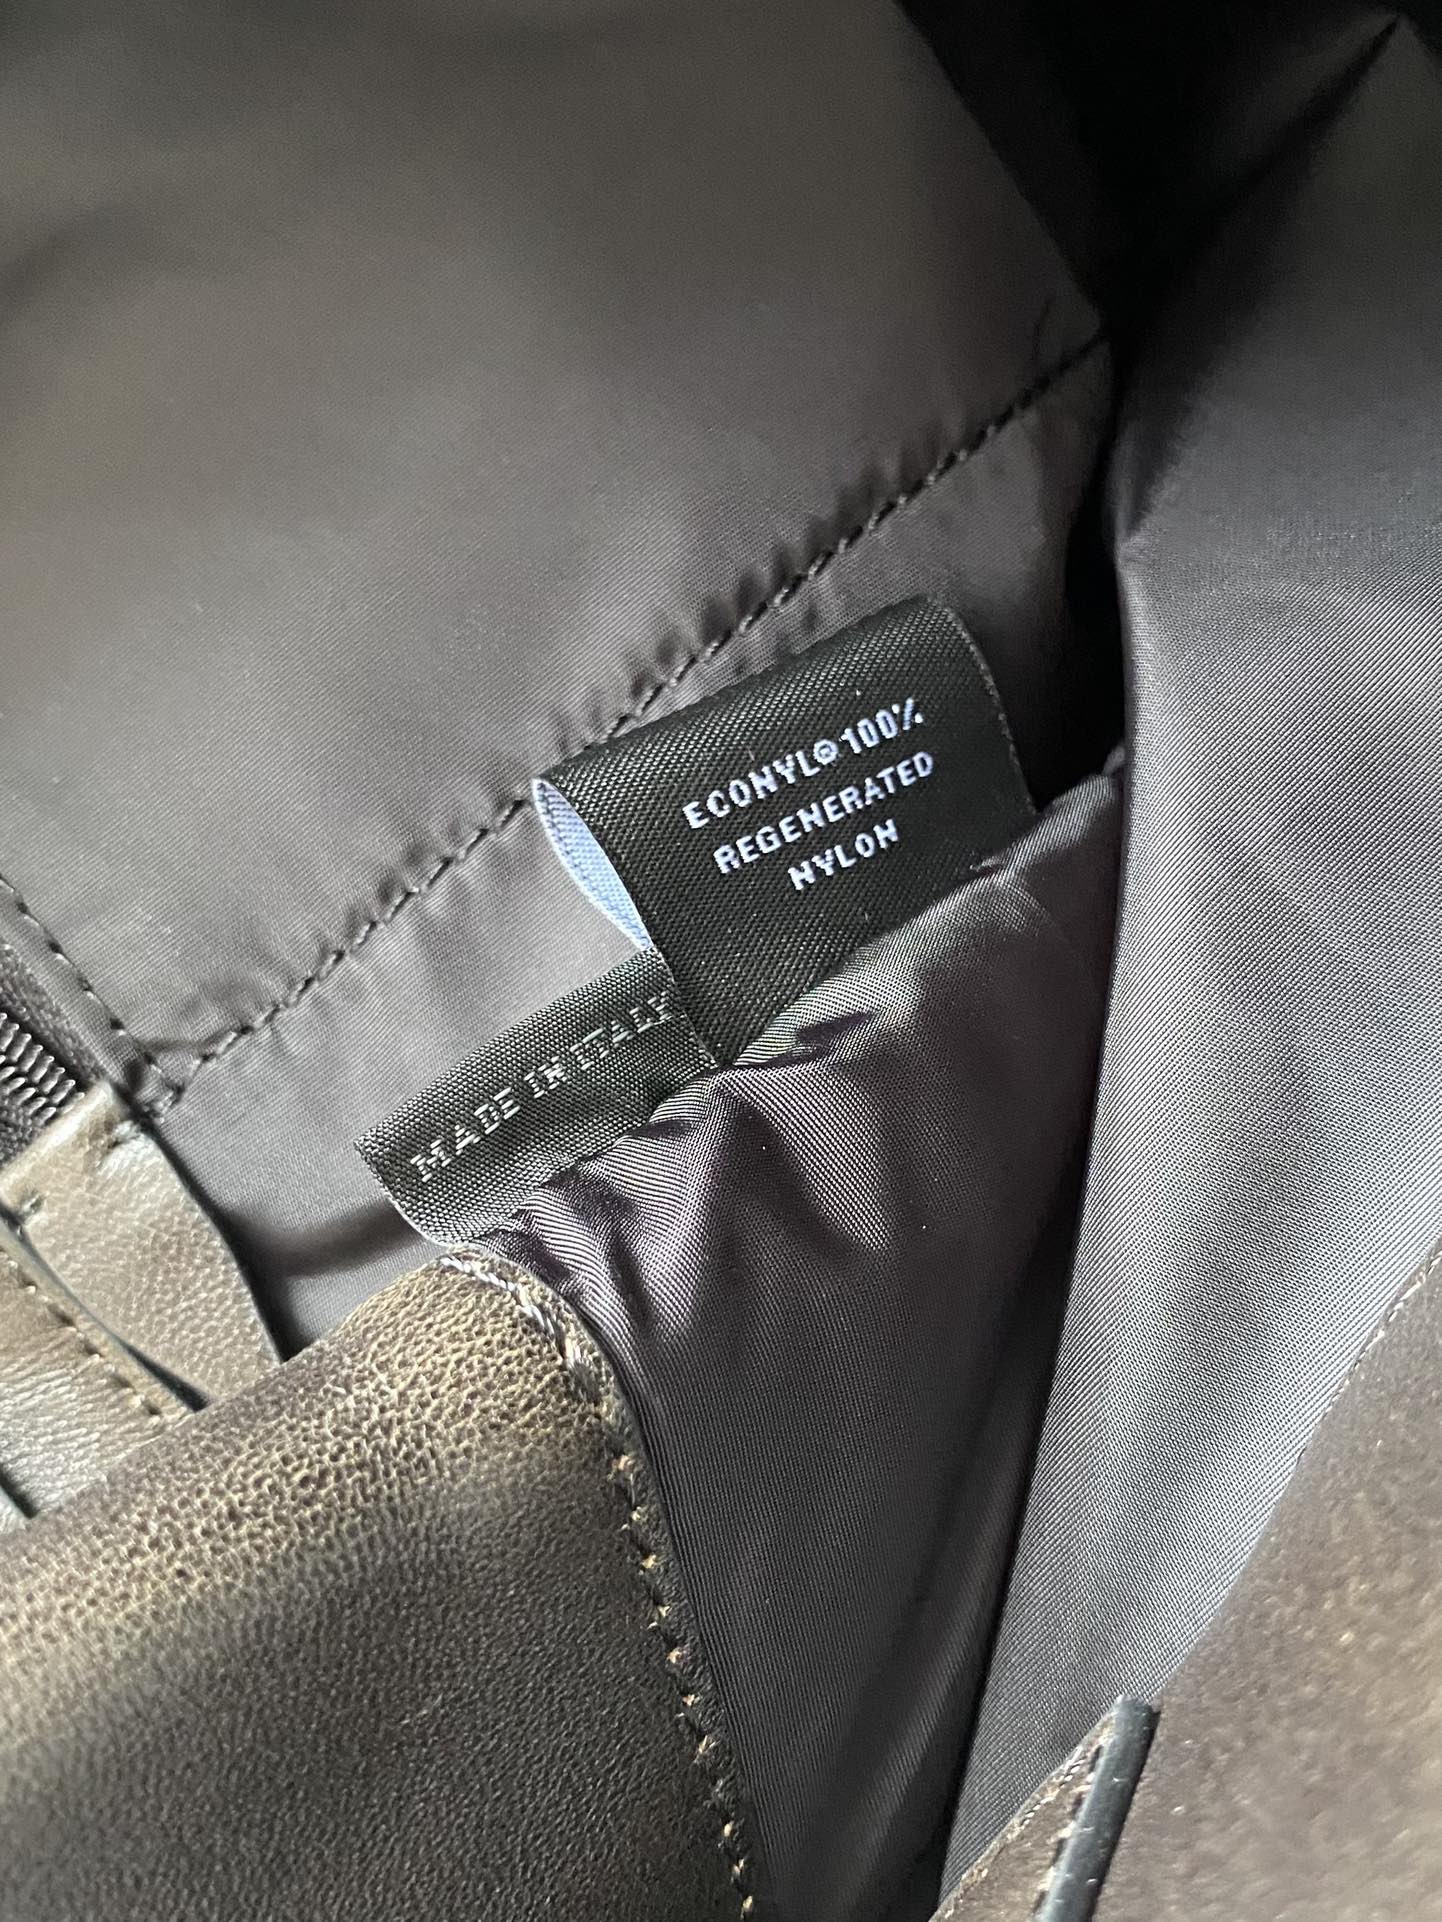 ECONYL® 100%
REGENERATED
NYLON
MADE IN ITALY